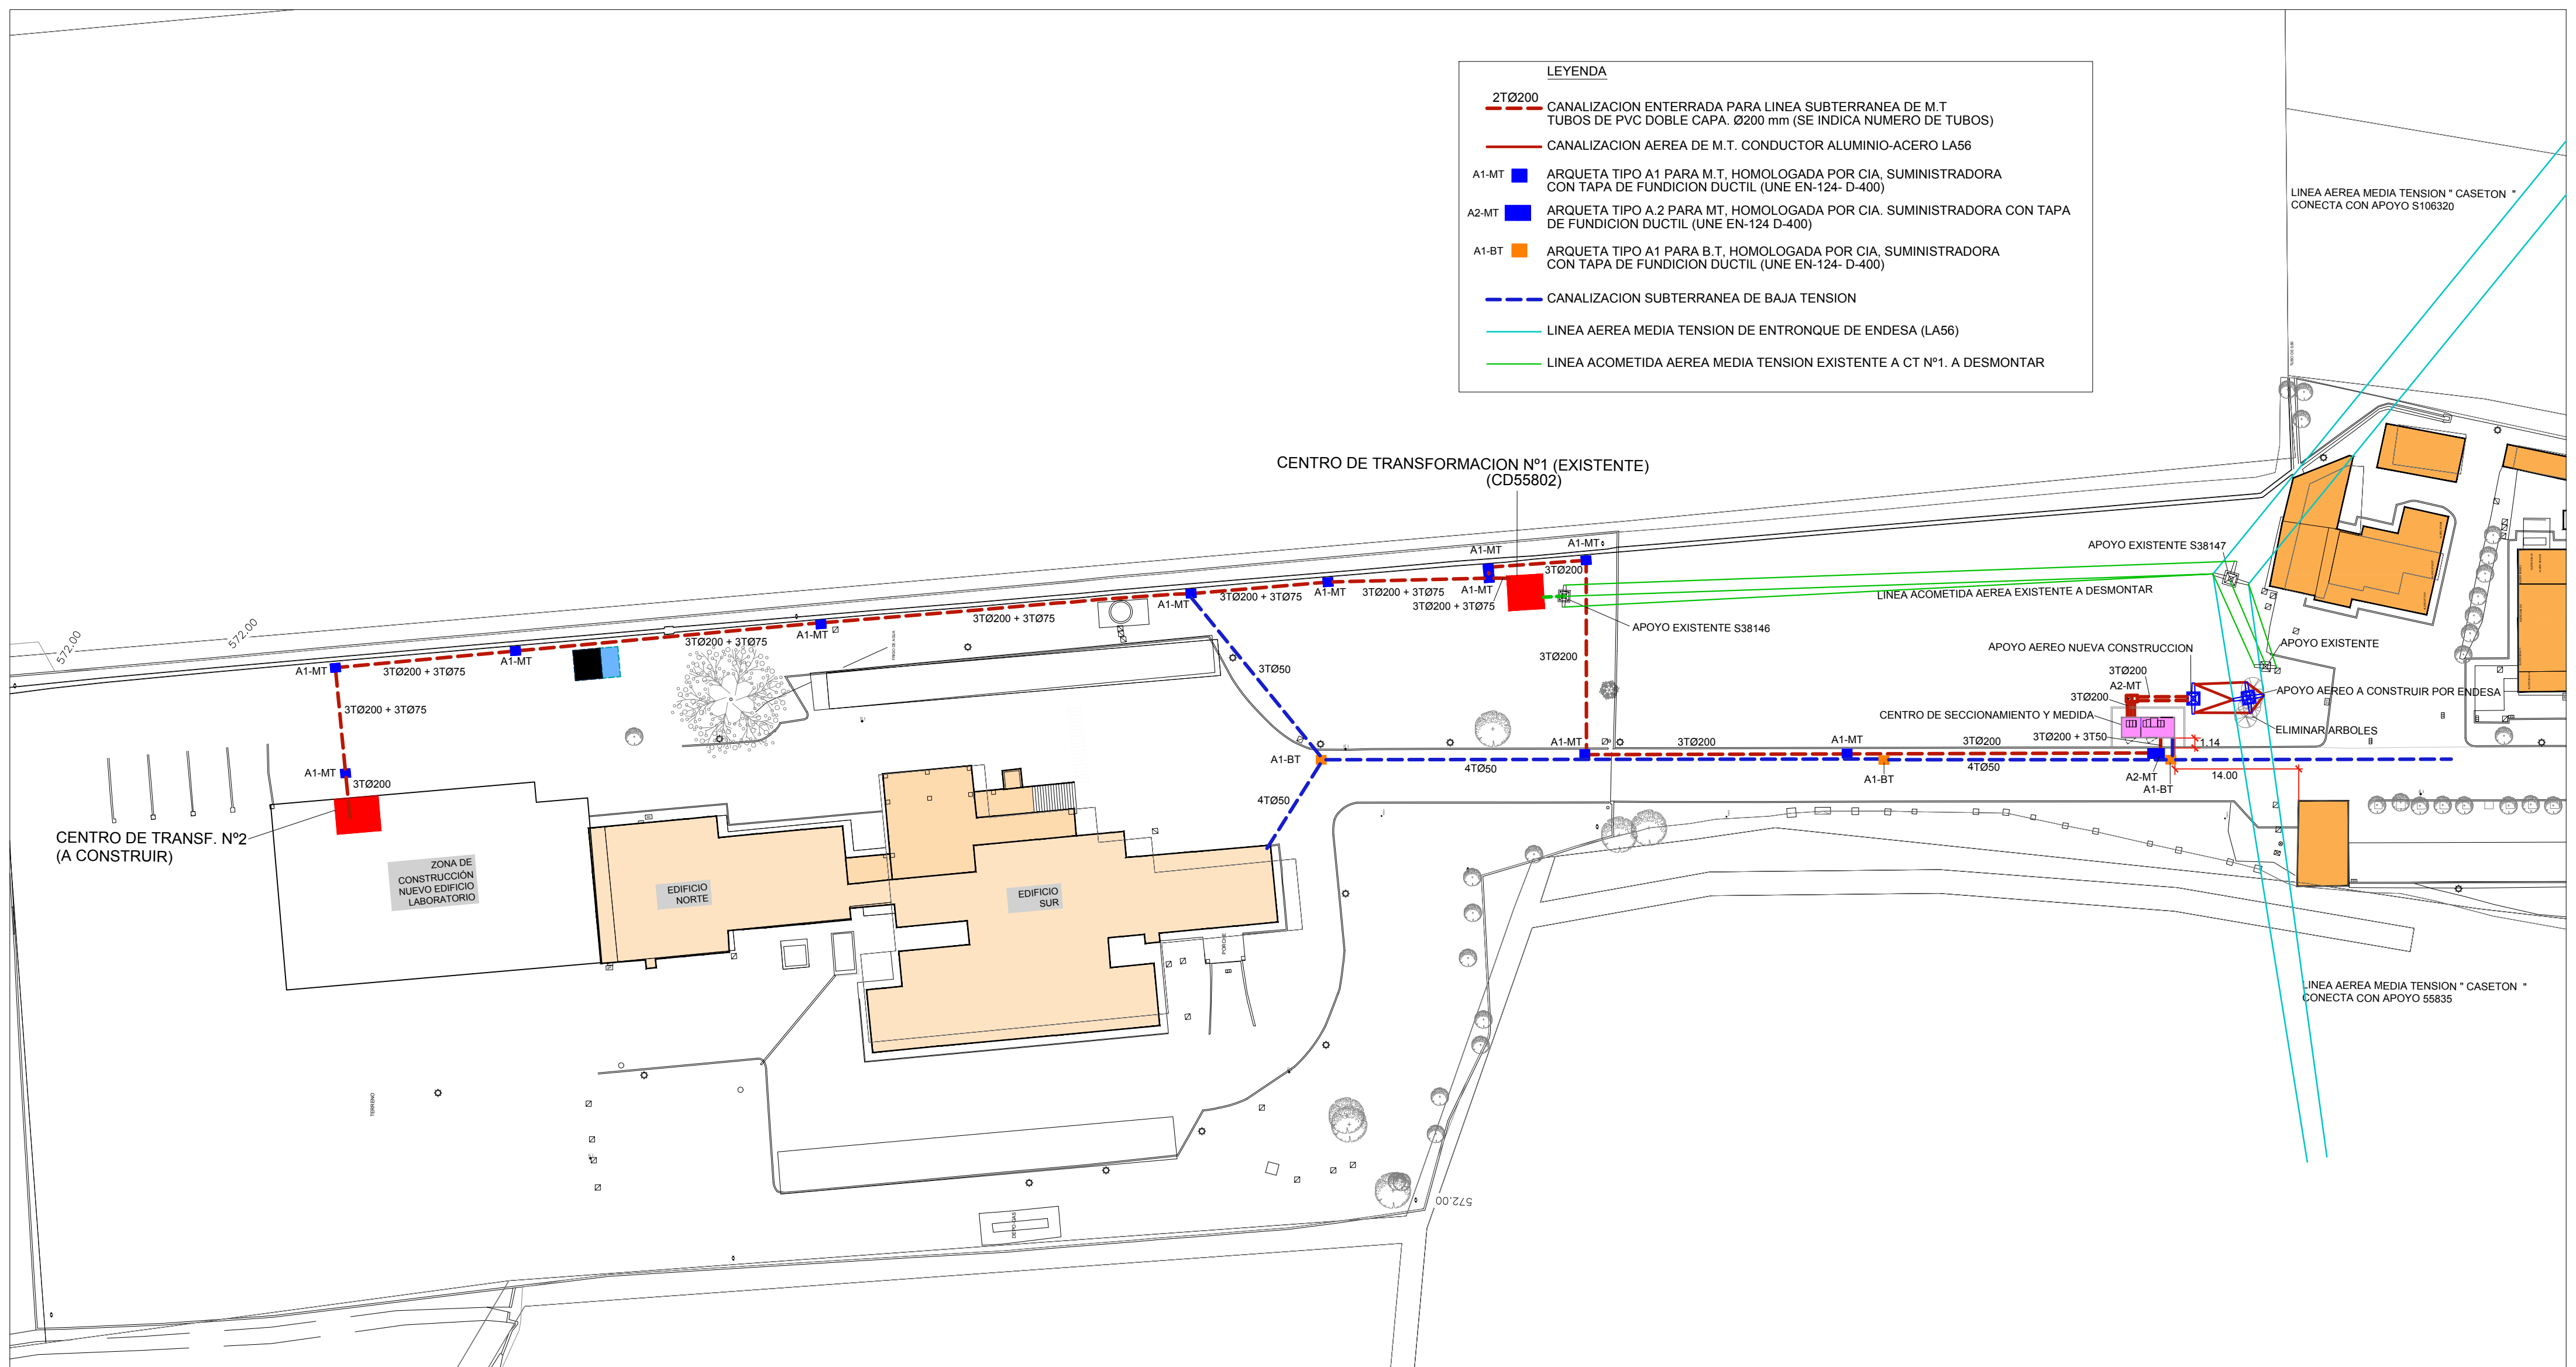 LEYENDA
2TØ200
CANALIZACION ENTERRADA PARA LINEA SUBTERRANEA DE M.T
TUBOS DE PVC DOBLE CAPA. Ø200 mm (SE INDICA NUMERO DE TUBOS)
CANALIZACION AEREA DE M.T. CONDUCTOR ALUMINIO-ACERO LA56
A1-MT
ARQUETA TIPO A1 PARA M.T, HOMOLOGADA POR CIA, SUMINISTRADORA
CON TAPA DE FUNDICION DUCTIL (UNE EN-124- D-400)
A2-MT
ARQUETA TIPO A.2 PARA MT, HOMOLOGADA POR CIA. SUMINISTRADORA CON TAPA
DE FUNDICION DUCTIL (UNE EN-124 D-400)
A1-BT
ARQUETA TIPO A1 PARA B.T, HOMOLOGADA POR CIA, SUMINISTRADORA
CON TAPA DE FUNDICION DUCTIL (UNE EN-124- D-400)
CANALIZACION SUBTERRANEA DE BAJA TENSION
LINEA AEREA MEDIA TENSION DE ENTRONQUE DE ENDESA (LA56)
LINEA ACOMETIDA AEREA MEDIA TENSION EXISTENTE A CT Nº1. A DESMONTAR
LINEA AEREA MEDIA TENSION " CASETON "
CONECTA CON APOYO S106320
CENTRO DE TRANSFORMACION Nº1 (EXISTENTE)
(CD55802)
572.00
572.00
A1-MT
3TØ200 + 3TØ75
A1-MT
3TØ200 + 3TØ75
A1-MT
3TØ200 + 3TØ75
A1-MT
3TØ200 + 3TØ75
A1-MT
3TØ200 + 3TØ75
A1-MT
A1-MT
3TØ200 + 3TØ75
A1-MT
3TØ200
APOYO EXISTENTE S38146
APOYO EXISTENTE S38147
LINEA ACOMETIDA AEREA EXISTENTE A DESMONTAR
APOYO EXISTENTE
APOYO AEREO NUEVA CONSTRUCCION
3TØ200
A2-MT
3TØ200
APOYO AEREO A CONSTRUIR POR ENDESA
CENTRO DE SECCIONAMIENTO Y MEDIDA
ELIMINAR ARBOLES
3TØ200 + 3T50
1.14
3TØ200
3TØ50
3TØ200 + 3TØ75
A1-MT
3TØ200
A1-MT
3TØ200
A1-MT
3TØ200
A1-BT
4TØ50
A1-BT
4TØ50
A2-MT
A1-BT
14.00
4TØ50
CENTRO DE TRANSF. Nº2
(A CONSTRUIR)
ZONA DE
CONSTRUCCIÓN
NUEVO EDIFICIO
LABORATORIO
EDIFICIO
NORTE
EDIFICIO
SUR
PORCHE
LINEA AEREA MEDIA TENSION " CASETON "
CONECTA CON APOYO 55835
TERRENO
DEPO-GAS
572.00